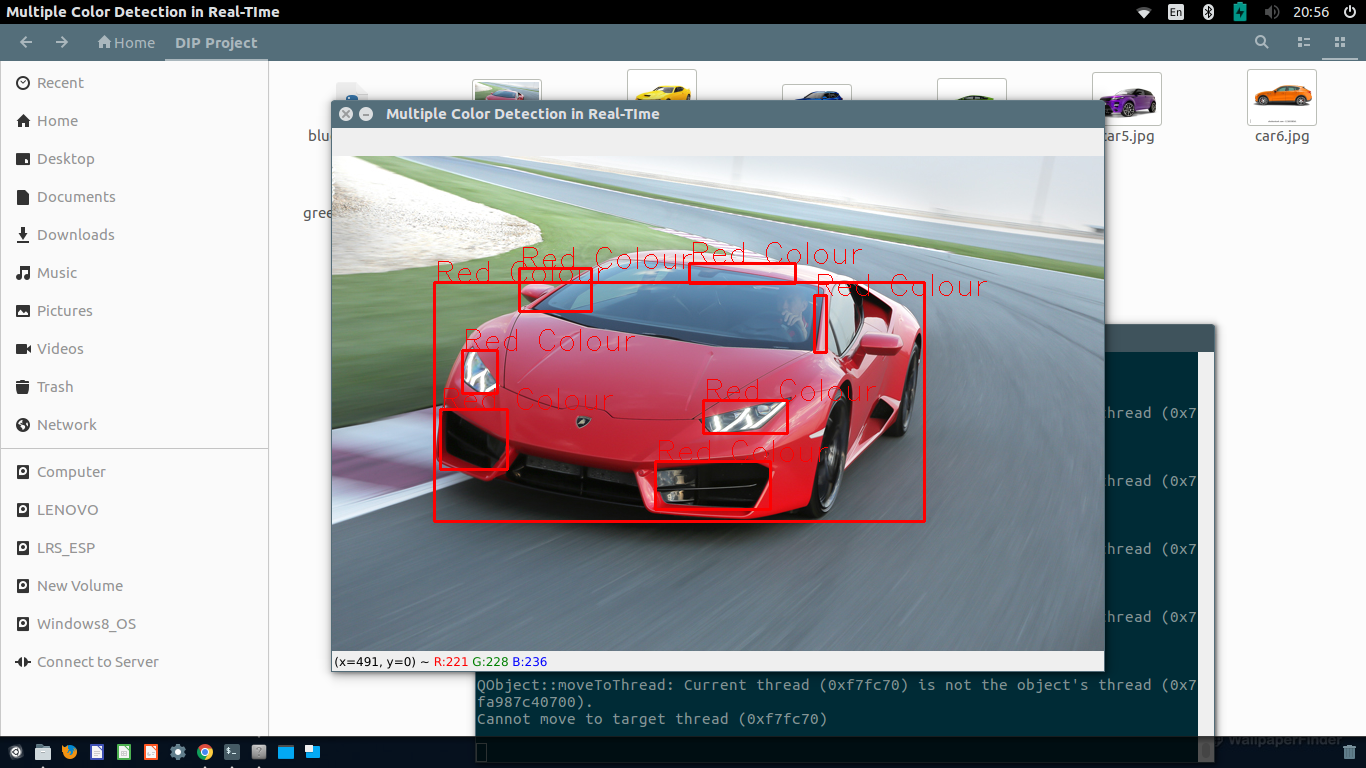 Multiple Color Detection in Real-TIme
En
20:56
Home
DIP Project
Recent
Home
Desktop
Documents
Downloads
Music
Pictures
Videos
Trash
Network
Computer
LENOVO
LRS_ESP
New Volume
Windows8_OS
Connect to Server
blu
gree
car5.jpg
car6.jpg
Multiple Color Detection in Real-TIme
Red Colour
Red Colour
Red Colour
Red Colour
Red Colour
Red Colour
Red Colour
Red Colour
(x=491, y=0) ~ R:221 G:228 B:236
thread (0x7
thread (0x7
thread (0x7
thread (0x7
QObject::moveToThread: Current thread (0xf7fc70) is not the object's thread (0x7
fa987c40700).
Cannot move to target thread (0xf7fc70)
WallpaperFinder